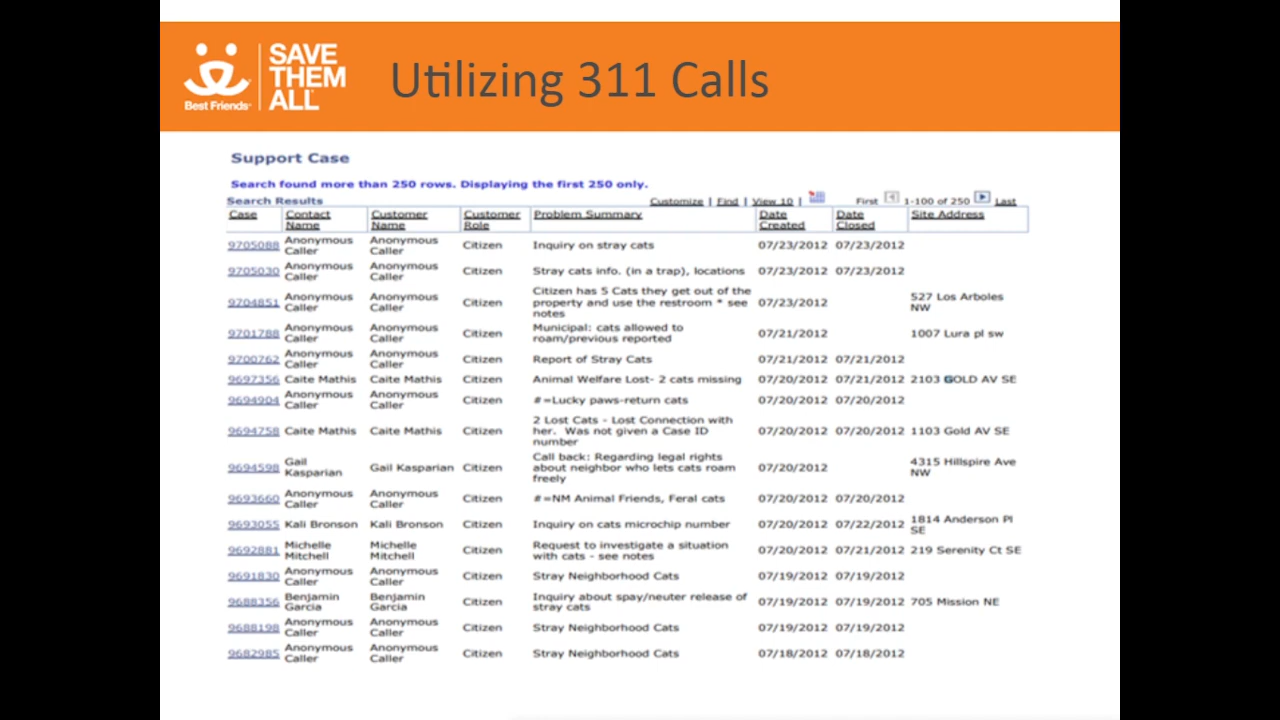 SAVE
THEM
ALL
Best Friends
Utilizing 311 Calls
Support Case
Search found more than 250 rows. Displaying the first 250 only.
Search Results
Customize | Find | View 10 | First 1-100 of 250 Last
Case Contact Name Customer Name Customer Role Problem Summary Date Created Date Closed Site Address
9705088 Anonymous Caller Anonymous Caller Citizen Inquiry on stray cats 07/23/2012 07/23/2012
9705030 Anonymous Caller Anonymous Caller Citizen Stray cats info. (in a trap), locations 07/23/2012 07/23/2012
9704851 Anonymous Caller Anonymous Caller Citizen Citizen has 5 Cats they get out of the property and use the restroom * see notes 07/23/2012 527 Los Arboles NW
9701788 Anonymous Caller Anonymous Caller Citizen Municipal: cats allowed to roam/previous reported 07/21/2012 1007 Lura pl sw
9700762 Anonymous Caller Anonymous Caller Citizen Report of Stray Cats 07/21/2012 07/21/2012
9697356 Caite Mathis Caite Mathis Citizen Animal Welfare Lost- 2 cats missing 07/20/2012 07/21/2012 2103 GOLD AV SE
9694904 Anonymous Caller Anonymous Caller Citizen #=Lucky paws-return cats 07/20/2012 07/20/2012
9694758 Caite Mathis Caite Mathis Citizen 2 Lost Cats - Lost Connection with her. Was not given a Case ID number 07/20/2012 07/20/2012 1103 Gold AV SE
9694598 Gail Kasparian Gail Kasparian Citizen Call back: Regarding legal rights about neighbor who lets cats roam freely 07/20/2012 4315 Hillspire Ave NW
9693660 Anonymous Caller Anonymous Caller Citizen #=NM Animal Friends, Feral cats 07/20/2012 07/20/2012
9693055 Kali Bronson Kali Bronson Citizen Inquiry on cats microchip number 07/20/2012 07/22/2012 1814 Anderson Pl SE
9692881 Michelle Mitchell Michelle Mitchell Citizen Request to investigate a situation with cats - see notes 07/20/2012 07/21/2012 219 Serenity Ct SE
9691830 Anonymous Caller Anonymous Caller Citizen Stray Neighborhood Cats 07/19/2012 07/19/2012
9688356 Benjamin Garcia Benjamin Garcia Citizen Inquiry about spay/neuter release of stray cats 07/19/2012 07/19/2012 705 Mission NE
9688198 Anonymous Caller Anonymous Caller Citizen Stray Neighborhood Cats 07/19/2012 07/19/2012
9682985 Anonymous Caller Anonymous Caller Citizen Stray Neighborhood Cats 07/18/2012 07/18/2012